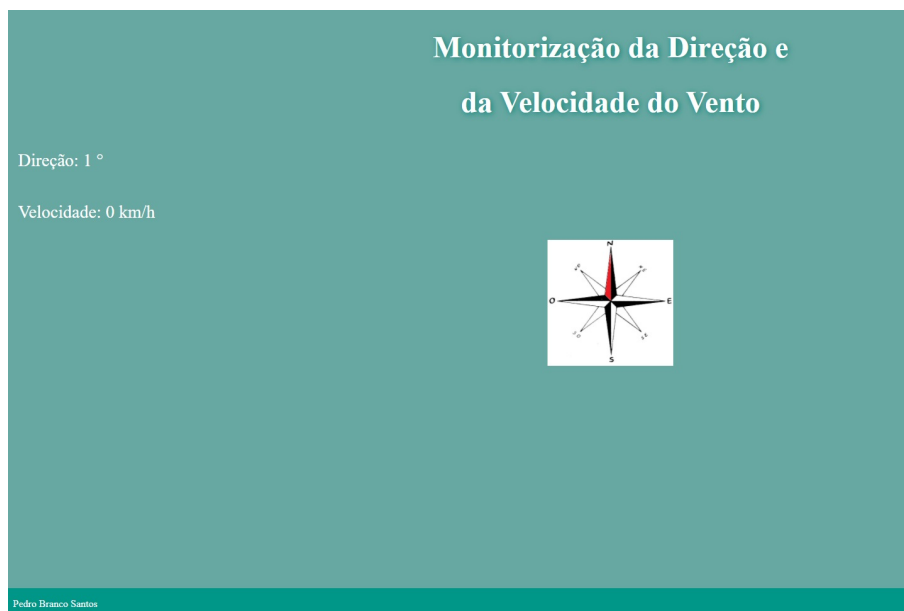 Monitorização da Direção e
da Velocidade do Vento
Direção: 1 °
Velocidade: 0 km/h
N
O
E
S
Pedro Branco Santos